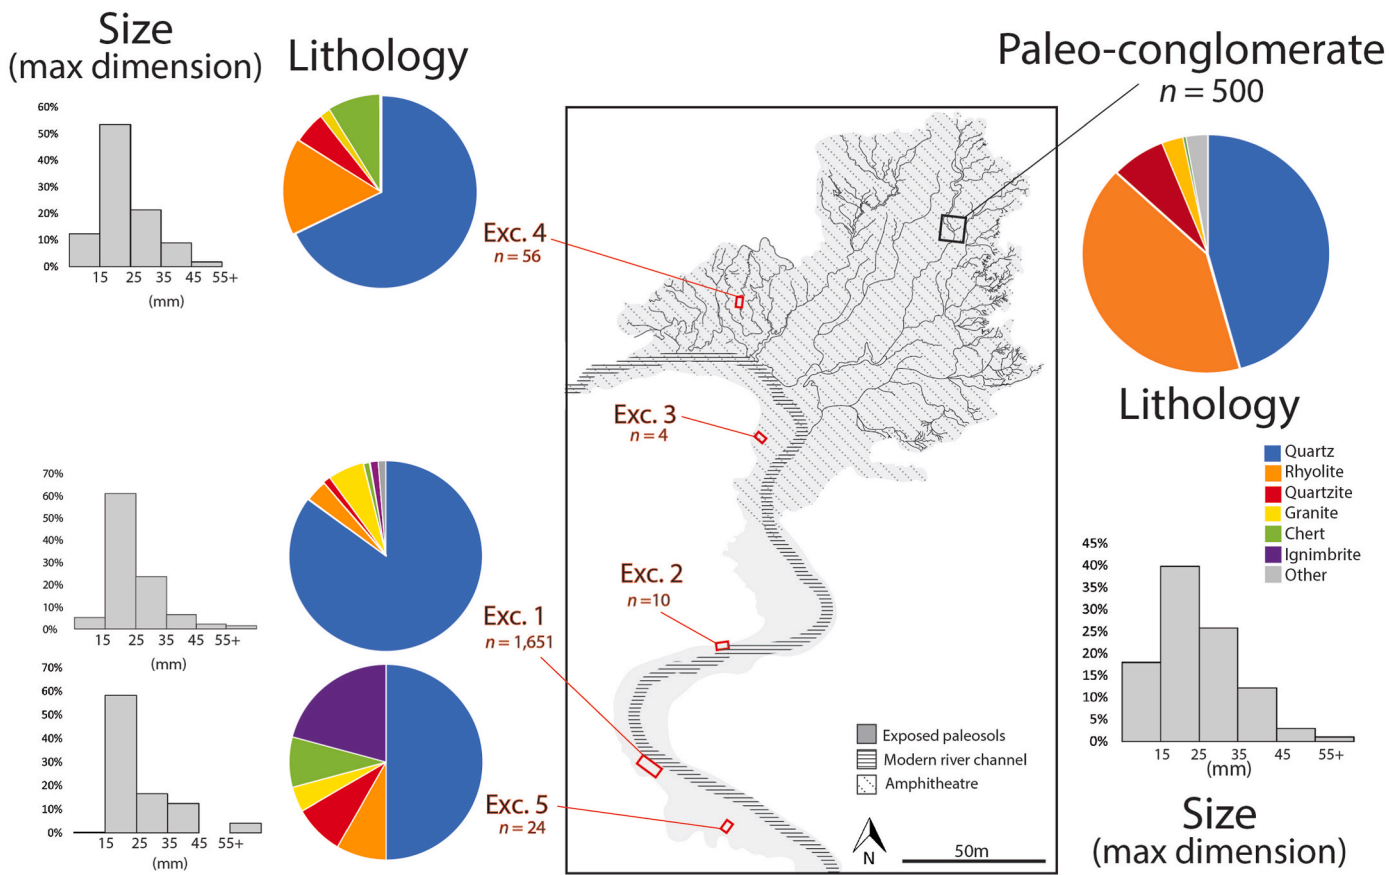 Size
(max dimension)
Lithology
60%
50%
40%
30%
20%
10%
0%
15 25 35 45 55+
(mm)
Exc. 4
n = 56
Paleo-conglomerate
n = 500
Exc. 3
n = 4
Lithology
Quartz
Rhyolite
Quartzite
Granite
Chert
Ignimbrite
Other
70%
60%
50%
40%
30%
20%
10%
0%
15 25 35 45 55+
(mm)
Exc. 2
n =10
Exc. 1
n = 1,651
70%
60%
50%
40%
30%
20%
10%
0%
15 25 35 45 55+
(mm)
Exc. 5
n = 24
Exposed paleosols
Modern river channel
Amphitheatre
N
50m
45%
40%
35%
30%
25%
20%
15%
10%
5%
0%
15 25 35 45 55+
(mm)
Size
(max dimension)